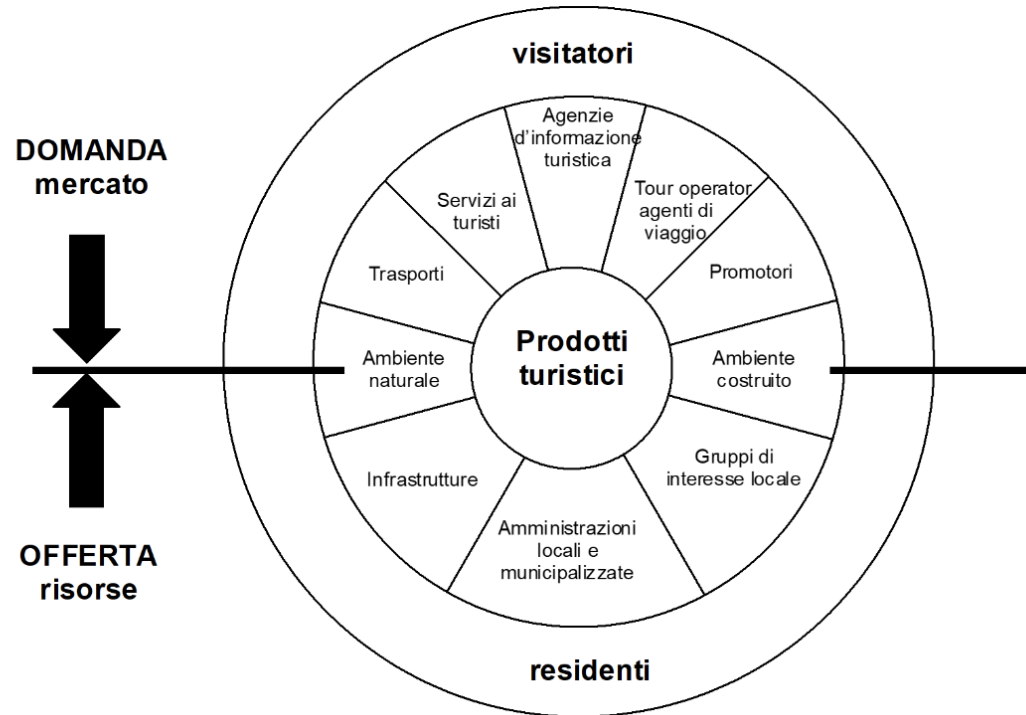 visitatori
DOMANDA
mercato
Agenzie
d'informazione
turistica
Servizi ai
turisti
Tour operator
agenti di
viaggio
Trasporti
Promotori
Prodotti
turistici
Ambiente
naturale
Ambiente
costruito
Infrastrutture
Gruppi di
interesse locale
Amministrazioni
locali e
municipalizzate
OFFERTA
risorse
residenti